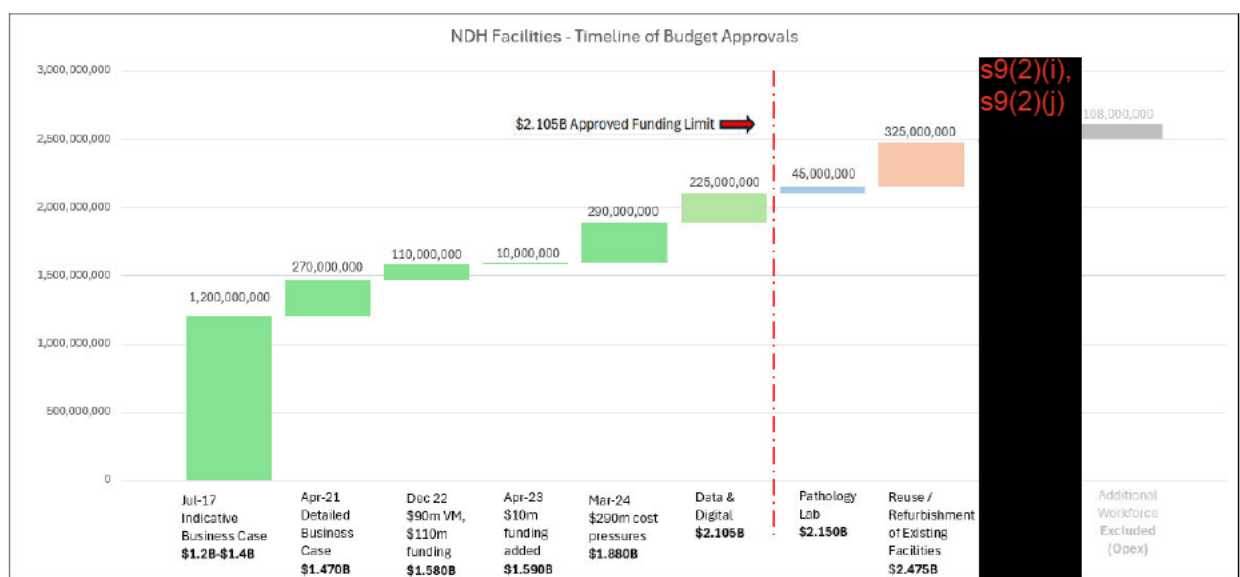 NDH Facilities - Timeline of Budget Approvals
3,000,000,000
2,500,000,000
2,000,000,000
1,500,000,000
1,000,000,000
500,000,000
0
$2.105B Approved Funding Limit
s9(2)(i),
s9(2)(j)
1,200,000,000
270,000,000
110,000,000
10,000,000
290,000,000
225,000,000
45,000,000
325,000,000
108,000,000
Jul-17
Indicative
Business Case
$1.2B-$1.4B
Apr-21
Detailed
Business
Case
$1.470B
Dec 22
$90m VM,
$110m
funding
$1.580B
Apr-23
$10m
funding
added
$1.590B
Mar-24
$290m cost
pressures
$1.880B
Data &
Digital
$2.105B
Pathology
Lab
$2.150B
Reuse /
Refurbishment
of Existing
Facilities
$2.475B
Additional
Workforce
Excluded
(Opex)